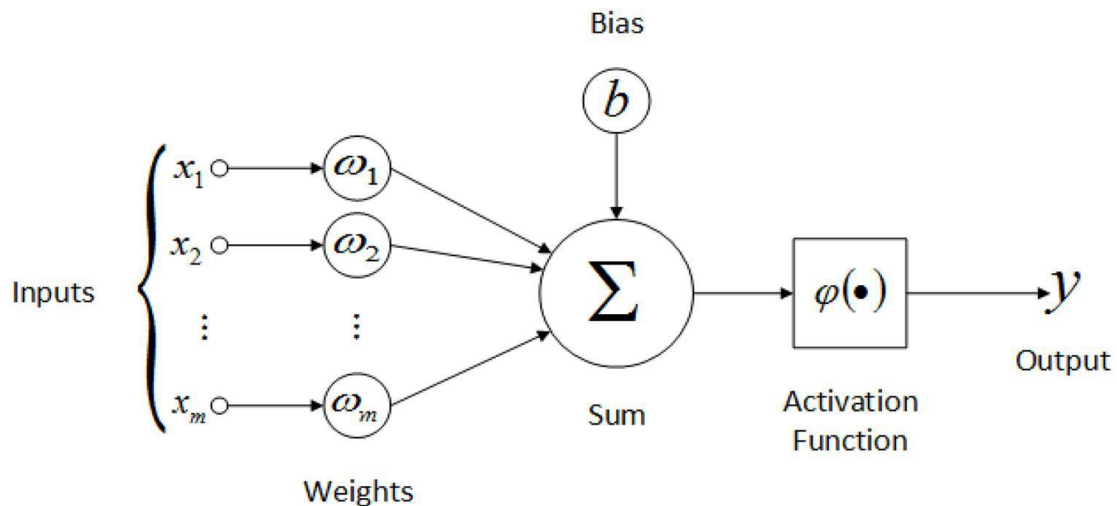 Bias
b
x₁ ω₁
x₂ ω₂
Inputs
⋮ ⋮
Σ
φ(•)
y
Output
xₘ ωₘ
Sum
Activation
Function
Weights